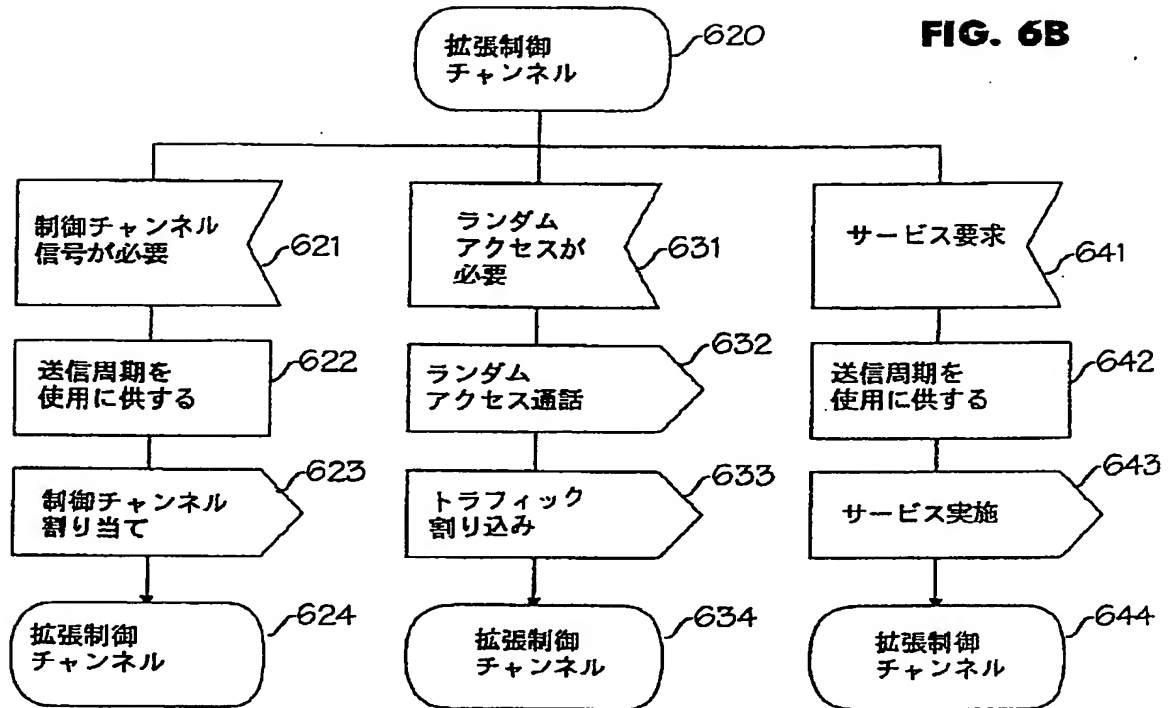 FIG. 6B
拡張制御
チャンネル
620
制御チャンネル
信号が必要
621
ランダム
アクセスが
必要
631
サービス要求
641
送信周期を
使用に供する
622
ランダム
アクセス通話
632
送信周期を
使用に供する
642
制御チャンネル
割り当て
623
トラフィック
割り込み
633
サービス実施
643
拡張制御
チャンネル
624
拡張制御
チャンネル
634
拡張制御
チャンネル
644